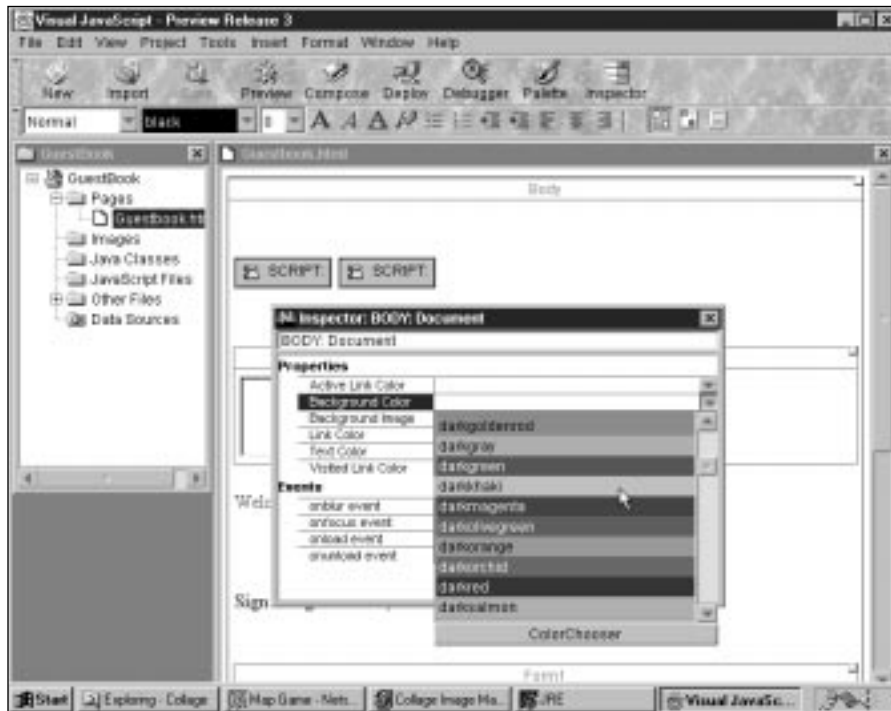 Visual JavaScript - Preview Release 3
File Edit View Project Tools Insert Format Window Help
New Import Save Preview Compose Deploy Debugger Palette Inspector
Normal black 0
GuestBook
Guestbook.html
GuestBook
Pages
Guestbook.ht
Images
Java Classes
JavaScript Files
Other Files
Data Sources
Body
SCRIPT: SCRIPT:
Inspector: BODY: Document
BODY: Document
Properties
Active Link Color
Background Color
Background Image
Link Color
Text Color
Visited Link Color
Events
onblur event
onfocus event
onload event
onunload event
darkgoldenrod
darkgray
darkgreen
darkkhaki
darkmagenta
darkolivegreen
darkorange
darkorchid
darkred
darksalmon
ColorChooser
Welc
Sign
Form1
Start Exploring - Collage Map Game - Nets... Collage Image Ma... JRE Visual JavaSc...